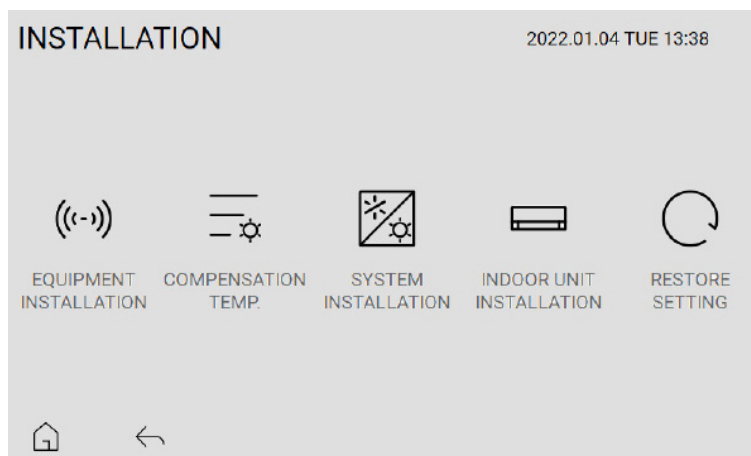 INSTALLATION
2022.01.04 TUE 13:38
EQUIPMENT
INSTALLATION
COMPENSATION
TEMP.
SYSTEM
INSTALLATION
INDOOR UNIT
INSTALLATION
RESTORE
SETTING